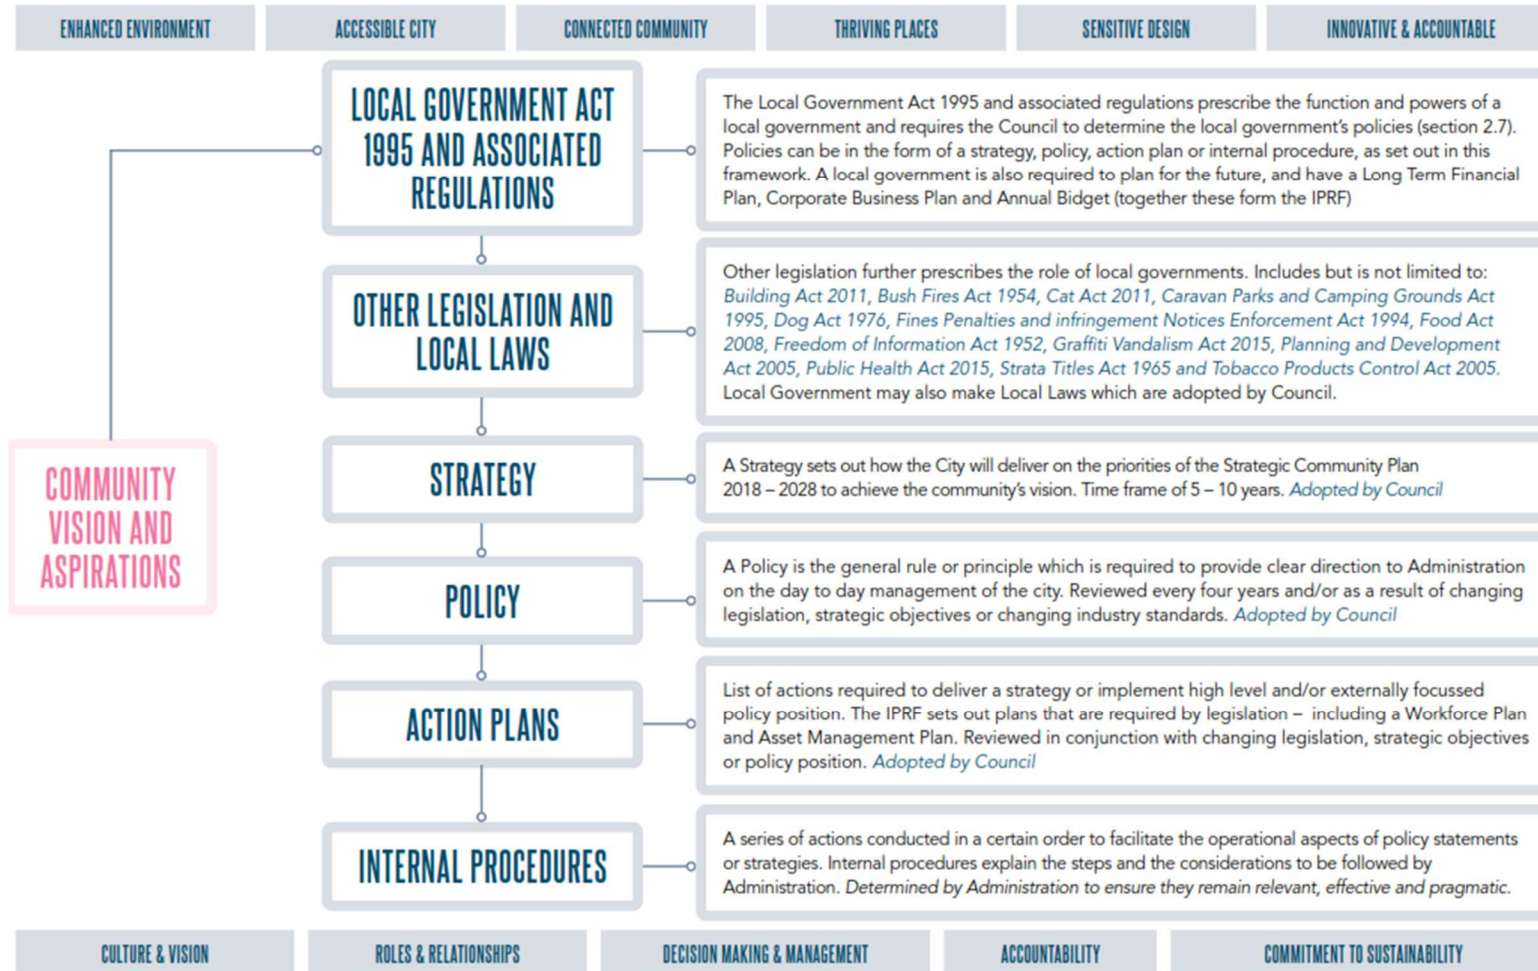 ENHANCED ENVIRONMENT
ACCESSIBLE CITY
CONNECTED COMMUNITY
THRIVING PLACES
SENSITIVE DESIGN
INNOVATIVE & ACCOUNTABLE
LOCAL GOVERNMENT ACT
1995 AND ASSOCIATED
REGULATIONS
The Local Government Act 1995 and associated regulations prescribe the function and powers of a
local government and requires the Council to determine the local government's policies (section 2.7).
Policies can be in the form of a strategy, policy, action plan or internal procedure, as set out in this
framework. A local government is also required to plan for the future, and have a Long Term Financial
Plan, Corporate Business Plan and Annual Budget (together these form the IPRF)
OTHER LEGISLATION AND
LOCAL LAWS
Other legislation further prescribes the role of local governments. Includes but is not limited to:
Building Act 2011, Bush Fires Act 1954, Cat Act 2011, Caravan Parks and Camping Grounds Act
1995, Dog Act 1976, Fines Penalties and infringement Notices Enforcement Act 1994, Food Act
2008, Freedom of Information Act 1952, Graffiti Vandalism Act 2015, Planning and Development
Act 2005, Public Health Act 2015, Strata Titles Act 1965 and Tobacco Products Control Act 2005.
Local Government may also make Local Laws which are adopted by Council.
COMMUNITY
VISION AND
ASPIRATIONS
STRATEGY
A Strategy sets out how the City will deliver on the priorities of the Strategic Community Plan
2018 – 2028 to achieve the community's vision. Time frame of 5 – 10 years. Adopted by Council
POLICY
A Policy is the general rule or principle which is required to provide clear direction to Administration
on the day to day management of the city. Reviewed every four years and/or as a result of changing
legislation, strategic objectives or changing industry standards. Adopted by Council
ACTION PLANS
List of actions required to deliver a strategy or implement high level and/or externally focussed
policy position. The IPRF sets out plans that are required by legislation – including a Workforce Plan
and Asset Management Plan. Reviewed in conjunction with changing legislation, strategic objectives
or policy position. Adopted by Council
INTERNAL PROCEDURES
A series of actions conducted in a certain order to facilitate the operational aspects of policy statements
or strategies. Internal procedures explain the steps and the considerations to be followed by
Administration. Determined by Administration to ensure they remain relevant, effective and pragmatic.
CULTURE & VISION
ROLES & RELATIONSHIPS
DECISION MAKING & MANAGEMENT
ACCOUNTABILITY
COMMITMENT TO SUSTAINABILITY